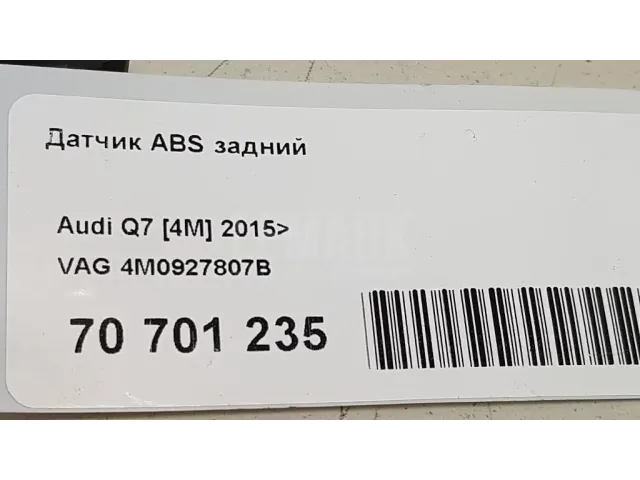 Датчик ABS задний
Audi Q7 [4M] 2015>
VAG 4M0927807B
70 701 235